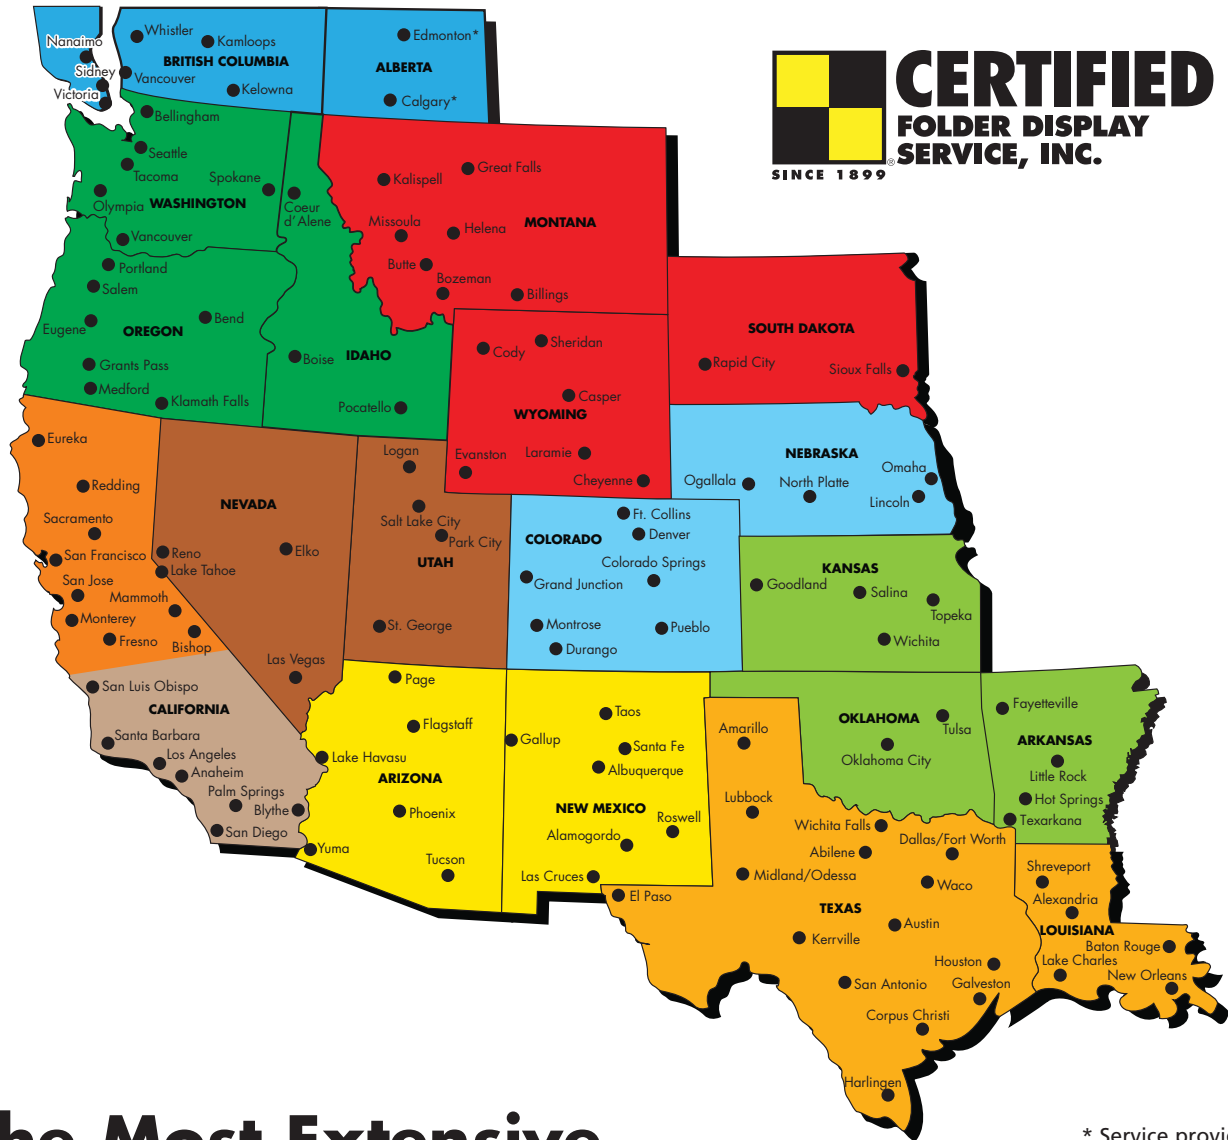 Nanaimo
Sidney
Victoria
Whistler
Kamloops
BRITISH COLUMBIA
Vancouver
Kelowna
Edmonton*
ALBERTA
Calgary*
CERTIFIED
FOLDER DISPLAY
SERVICE, INC.
®
SINCE 1899
Bellingham
Seattle
Tacoma
Spokane
Olympia
WASHINGTON
Vancouver
Coeur
d'Alene
Portland
Salem
Eugene
OREGON
Bend
Grants Pass
Medford
Klamath Falls
Boise
IDAHO
Pocatello
Kalispell
Great Falls
Missoula
Helena
MONTANA
Butte
Bozeman
Billings
SOUTH DAKOTA
Rapid City
Sioux Falls
Cody
Sheridan
Casper
WYOMING
Evanston
Laramie
Cheyenne
NEBRASKA
Ogallala
North Platte
Omaha
Lincoln
Eureka
Redding
Sacramento
San Francisco
San Jose
Mammoth
Monterey
Fresno
Bishop
San Luis Obispo
CALIFORNIA
Santa Barbara
Los Angeles
Anaheim
Palm Springs
Blythe
San Diego
NEVADA
Reno
Lake Tahoe
Elko
Las Vegas
Logan
Salt Lake City
Park City
UTAH
St. George
Ft. Collins
COLORADO
Denver
Colorado Springs
Grand Junction
Montrose
Pueblo
Durango
KANSAS
Goodland
Salina
Topeka
Wichita
Page
Flagstaff
Lake Havasu
ARIZONA
Phoenix
Yuma
Tucson
Taos
Gallup
Santa Fe
Albuquerque
NEW MEXICO
Roswell
Alamogordo
Las Cruces
OKLAHOMA
Tulsa
Oklahoma City
Fayetteville
ARKANSAS
Little Rock
Hot Springs
Texarkana
Amarillo
Lubbock
Wichita Falls
Dallas/Fort Worth
Abilene
Midland/Odessa
Waco
El Paso
TEXAS
Austin
Kerrville
Houston
San Antonio
Galveston
Corpus Christi
Harlingen
Shreveport
Alexandria
LOUISIANA
Baton Rouge
Lake Charles
New Orleans
he Most Extensive
* Service provi